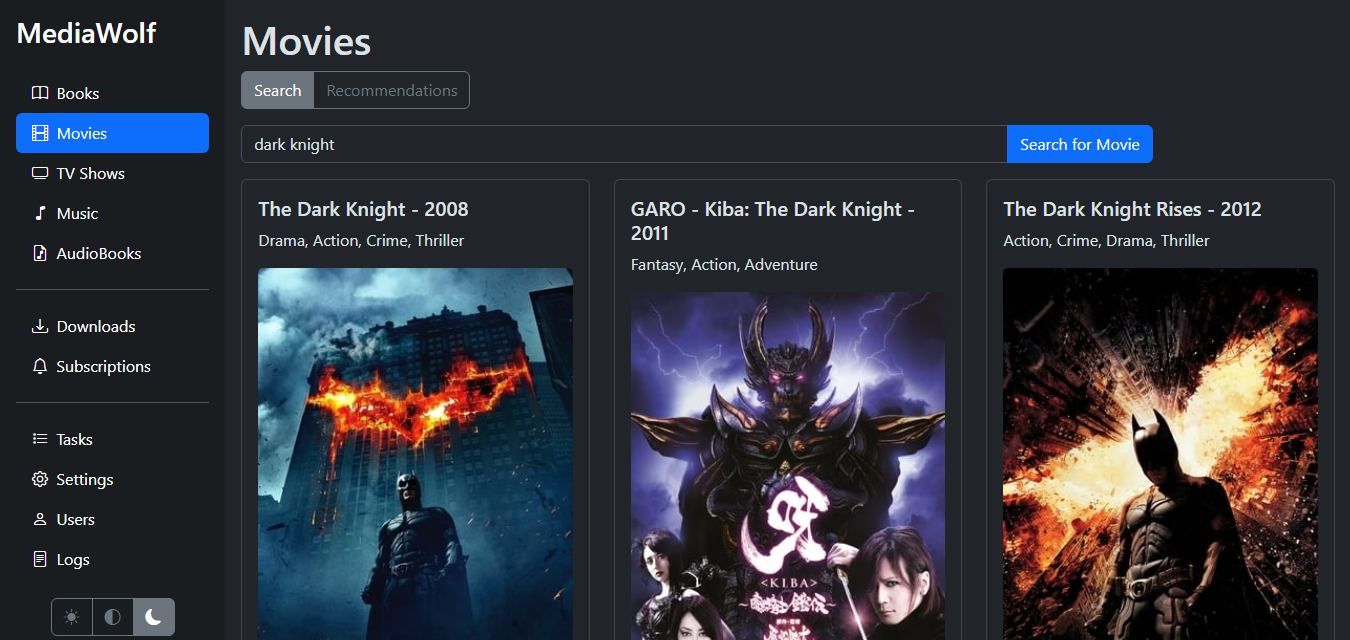 MediaWolf
Books
Movies
TV Shows
Music
AudioBooks
Downloads
Subscriptions
Tasks
Settings
Users
Logs
Movies
Search
Recommendations
dark knight
Search for Movie
The Dark Knight - 2008
Drama, Action, Crime, Thriller
GARO - Kiba: The Dark Knight -
2011
Fantasy, Action, Adventure
<KIBA>
The Dark Knight Rises - 2012
Action, Crime, Drama, Thriller